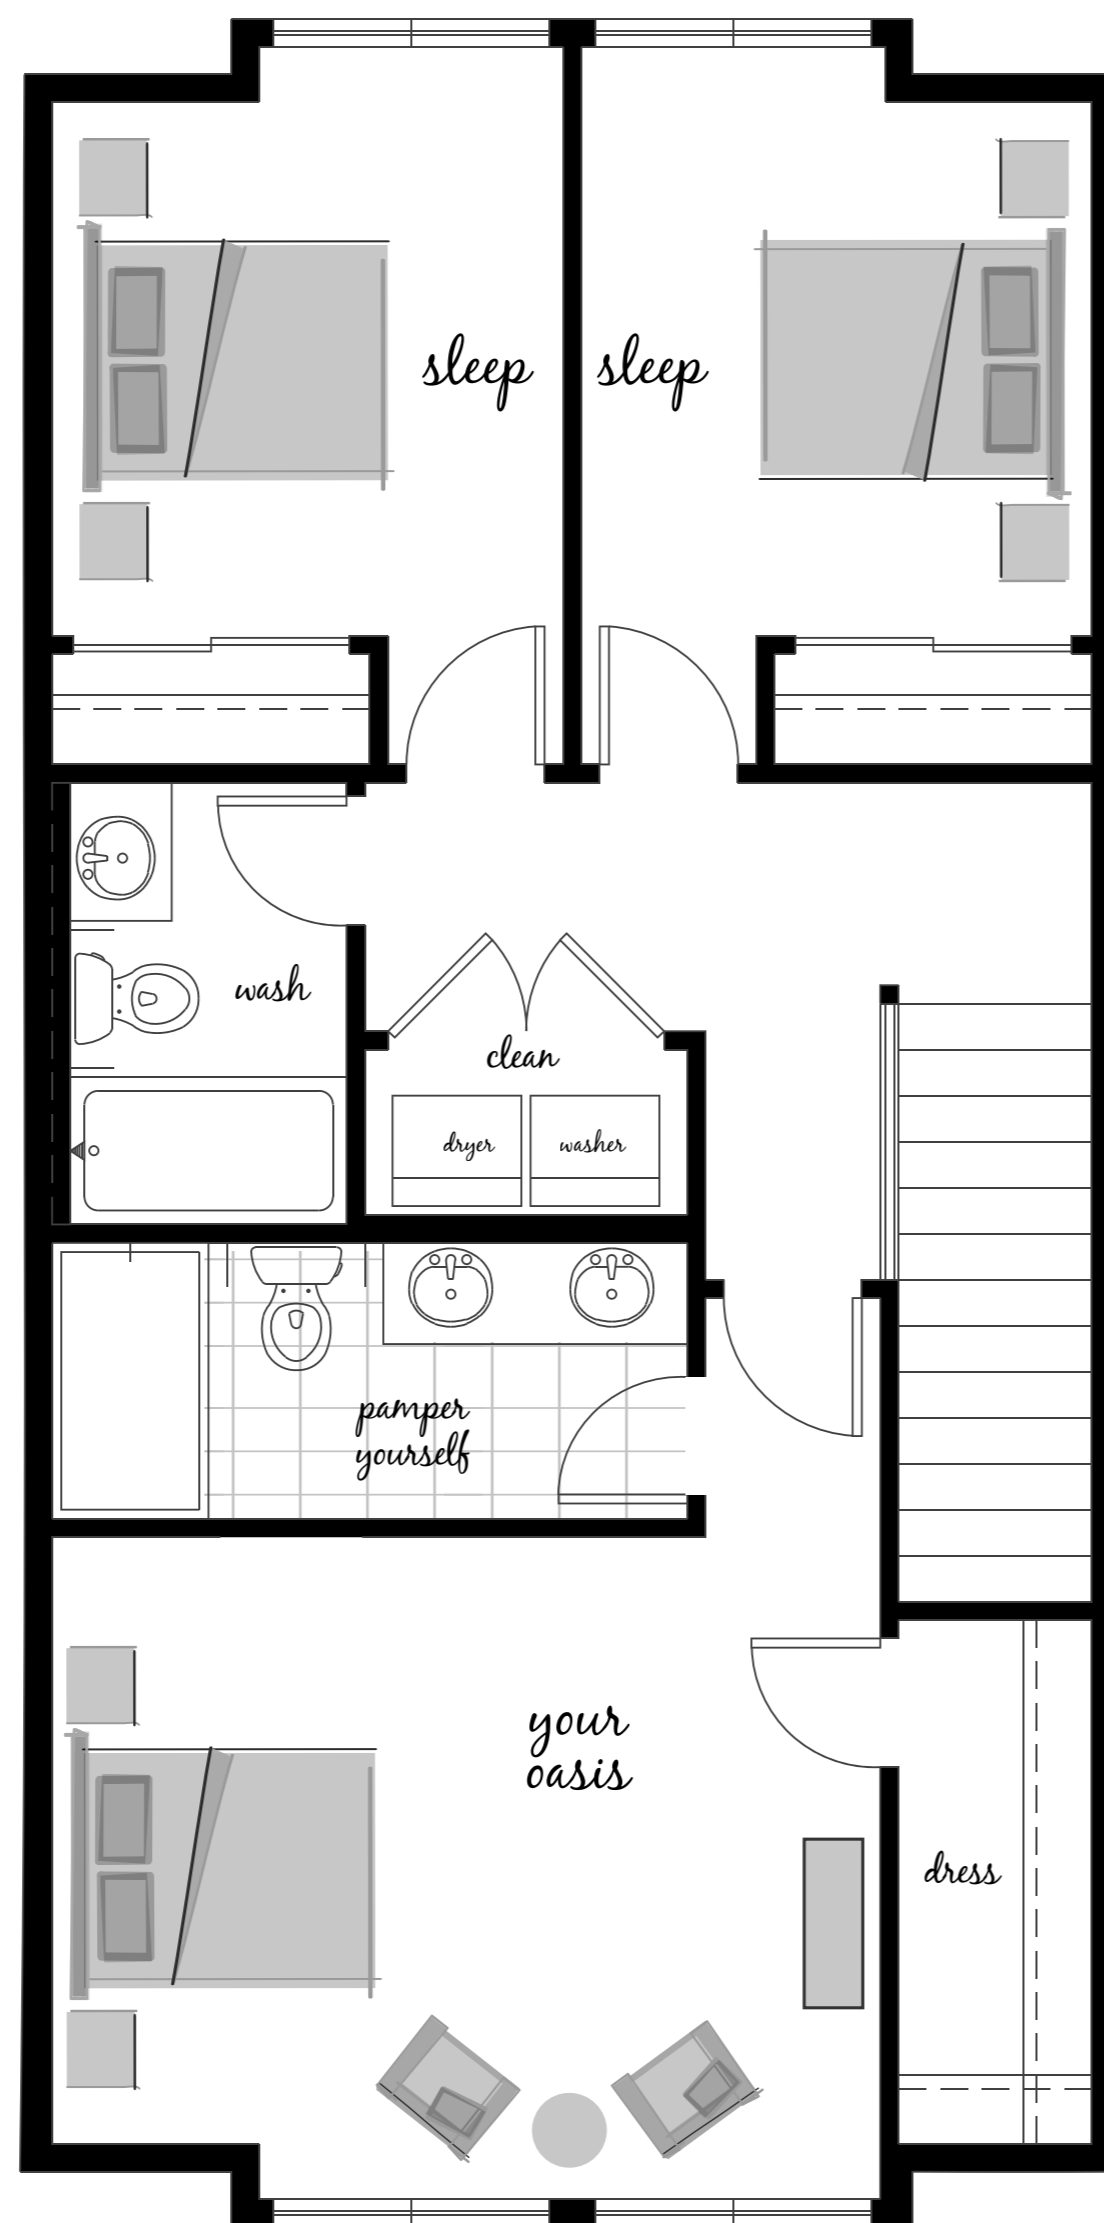 sleep
sleep
wash
clean
dryer
washer
pamper
yourself
your
oasis
dress